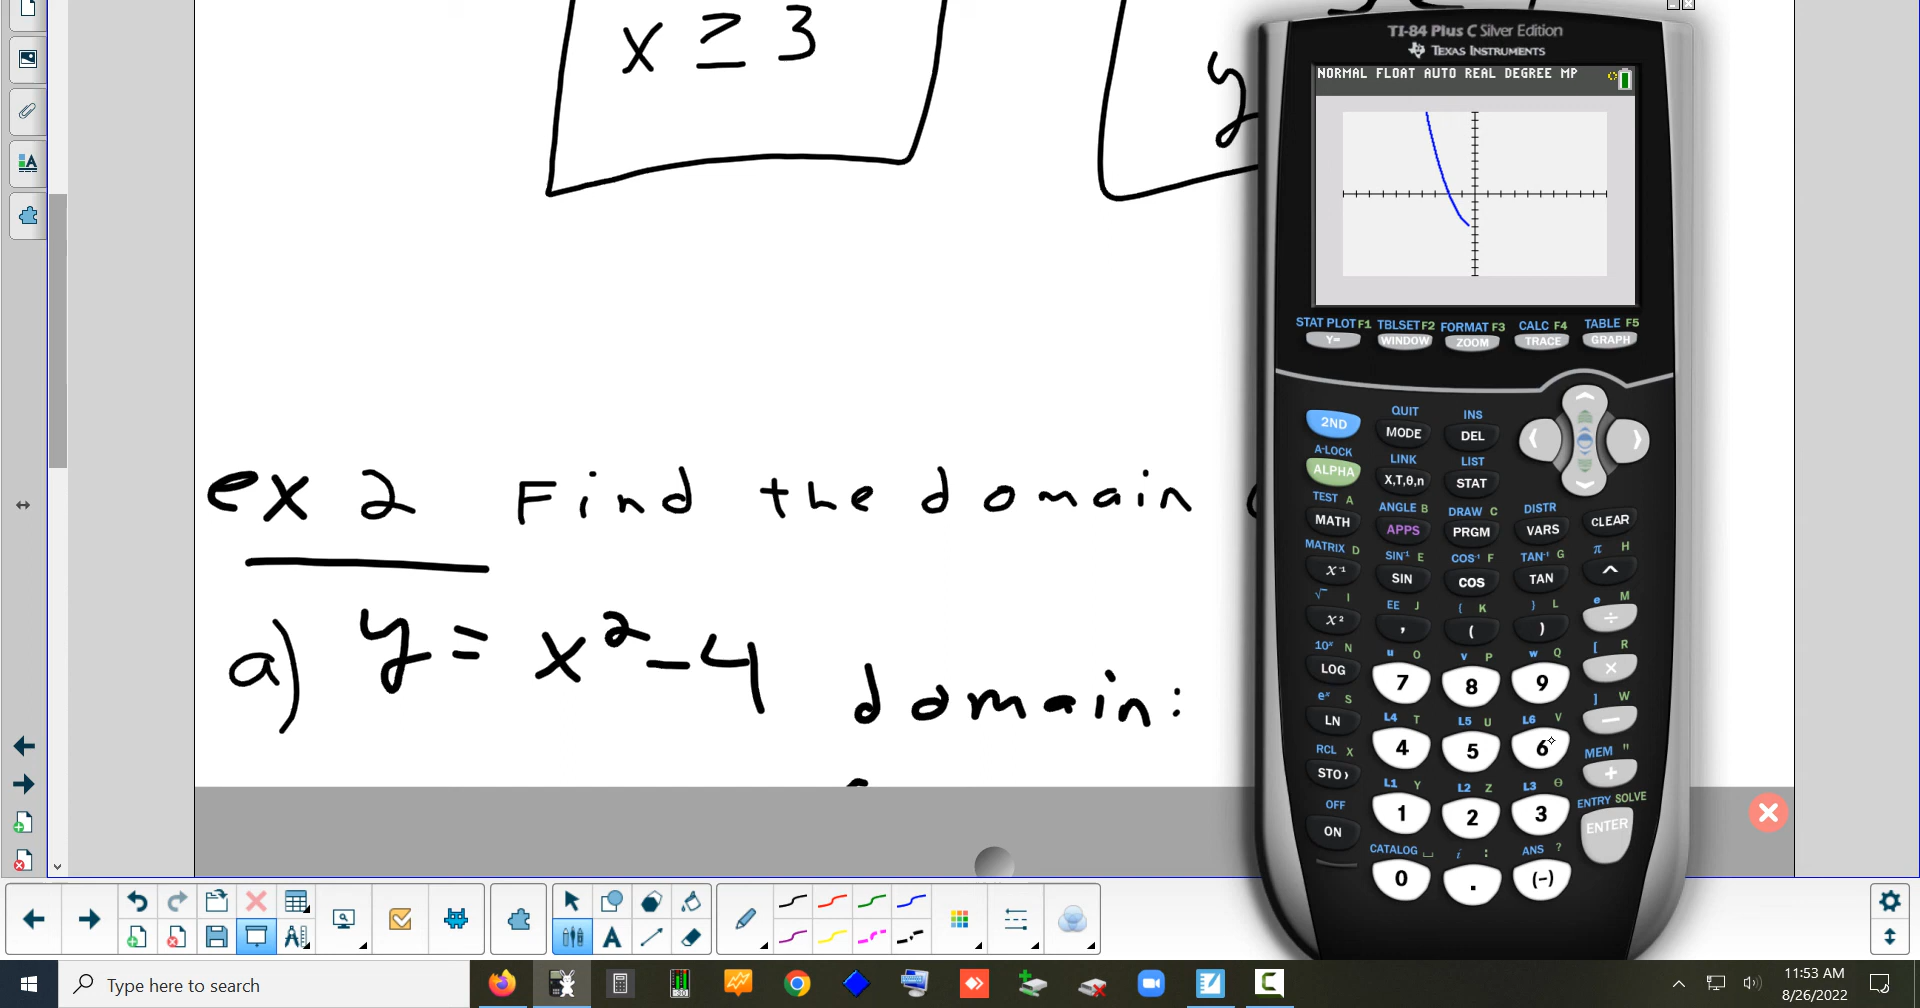 x ≥ 3
y
ex 2 Find the domain
a) y = x²-4
domain:
TI-84 Plus C Silver Edition
TEXAS INSTRUMENTS
NORMAL FLOAT AUTO REAL DEGREE MP
STAT PLOT F1 TBLSET F2 FORMAT F3 CALC F4 TABLE F5
Y= WINDOW ZOOM TRACE GRAPH
QUIT INS
2ND MODE DEL
A-LOCK LINK LIST
ALPHA X,T,θ,n STAT
TEST A ANGLE B DRAW C DISTR
MATH APPS PRGM VARS CLEAR
MATRIX D SIN⁻¹ E COS⁻¹ F TAN⁻¹ G π H
X⁻¹ SIN COS TAN ^
√ I EE J { K } L e M
X² , ( ) ÷
10ˣ N u O v P w Q [ R
LOG 7 8 9 ×
eˣ S L4 T L5 U L6 V ] W
LN 4 5 6 −
RCL X L1 Y L2 Z L3 θ MEM "
STO› 1 2 3 +
OFF CATALOG ⎵ i : ANS ? ENTRY SOLVE
ON 0 . (-) ENTER
A
Type here to search
11:53 AM
8/26/2022